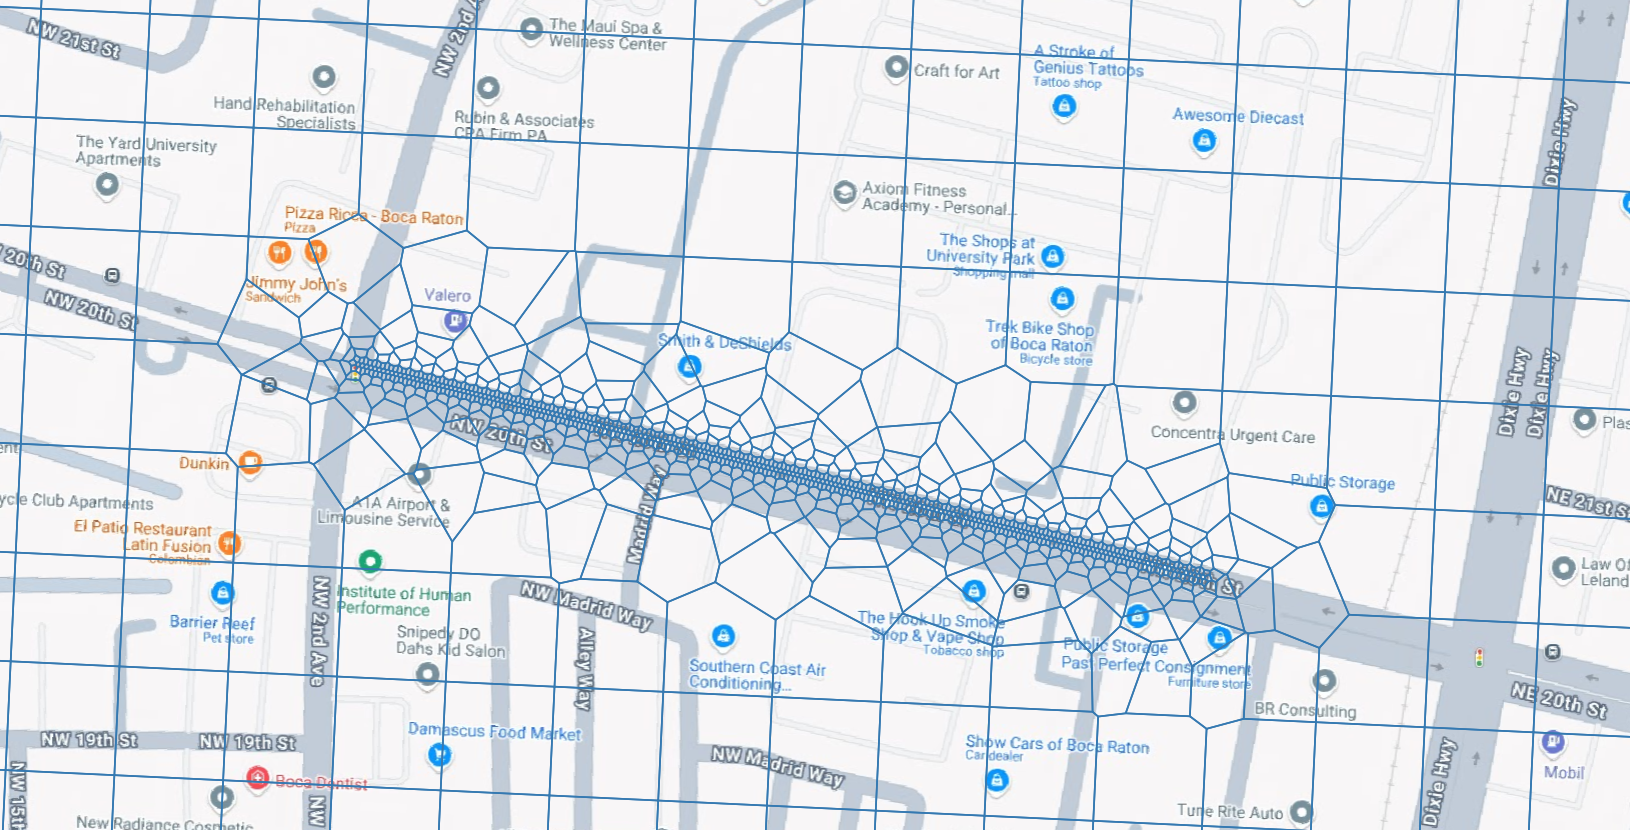 NW 21st St
NW 2nd A
The Maui Spa &
Wellness Center
Craft for Art
A Stroke of
Genius Tattoos
Tattoo shop
Hand Rehabilitation
Specialists
Rubin & Associates
CPA Firm PA
Awesome Diecast
Dixie Hwy
The Yard University
Apartments
Axiom Fitness
Academy - Personal...
Pizza Ricca - Boca Raton
Pizza
The Shops at
University Park
Shopping mall
NW 20th St
Jimmy John's
Sandwich
Valero
NW 20th St
Trek Bike Shop
of Boca Raton
Bicycle store
Smith & DeShields
Dixie Hwy
Dixie Hwy
NW 20th St
Concentra Urgent Care
Plas
Dunkin
Public Storage
cycle Club Apartments
A1A Airport &
Limousine Service
Madrid Way
NE 21st St
El Patio Restaurant
Latin Fusion
Colombian
Law Of
Leland
Institute of Human
Performance
NW 2nd Ave
NW Madrid Way
Barrier Reef
Pet store
The Hook Up Smoke
Shop & Vape Shop
Tobacco shop
Public Storage
Past Perfect Consignment
Furniture store
Snipedy DO
Dahs Kid Salon
Alley Way
Southern Coast Air
Conditioning...
NE 20th St
BR Consulting
NW 19th St
NW 19th St
Damascus Food Market
Show Cars of Boca Raton
Car dealer
NW Madrid Way
Dixie Hwy
Mobil
NW 15th
Boca Dentist
NW
New Radiance Cosmetic
Tune Rite Auto